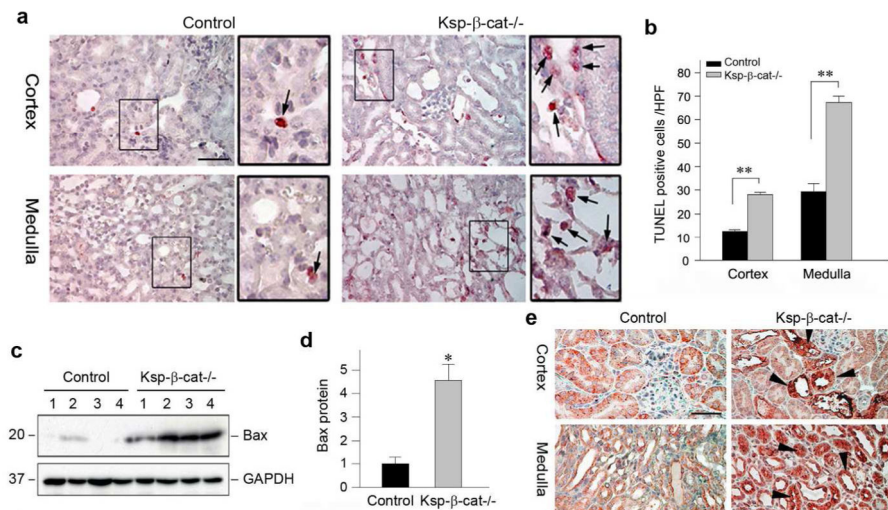 a
Control
Ksp-β-cat-/-
Cortex
Medulla
b
Control
Ksp-β-cat-/-
TUNEL positive cells /HPF
80
70
60
50
40
30
20
10
0
**
**
Cortex
Medulla
c
Control
Ksp-β-cat-/-
1 2 3 4 1 2 3 4
20
Bax
37
GAPDH
d
Bax protein
5
4
3
2
1
0
*
Control Ksp-β-cat-/-
e
Control
Ksp-β-cat-/-
Cortex
Medulla